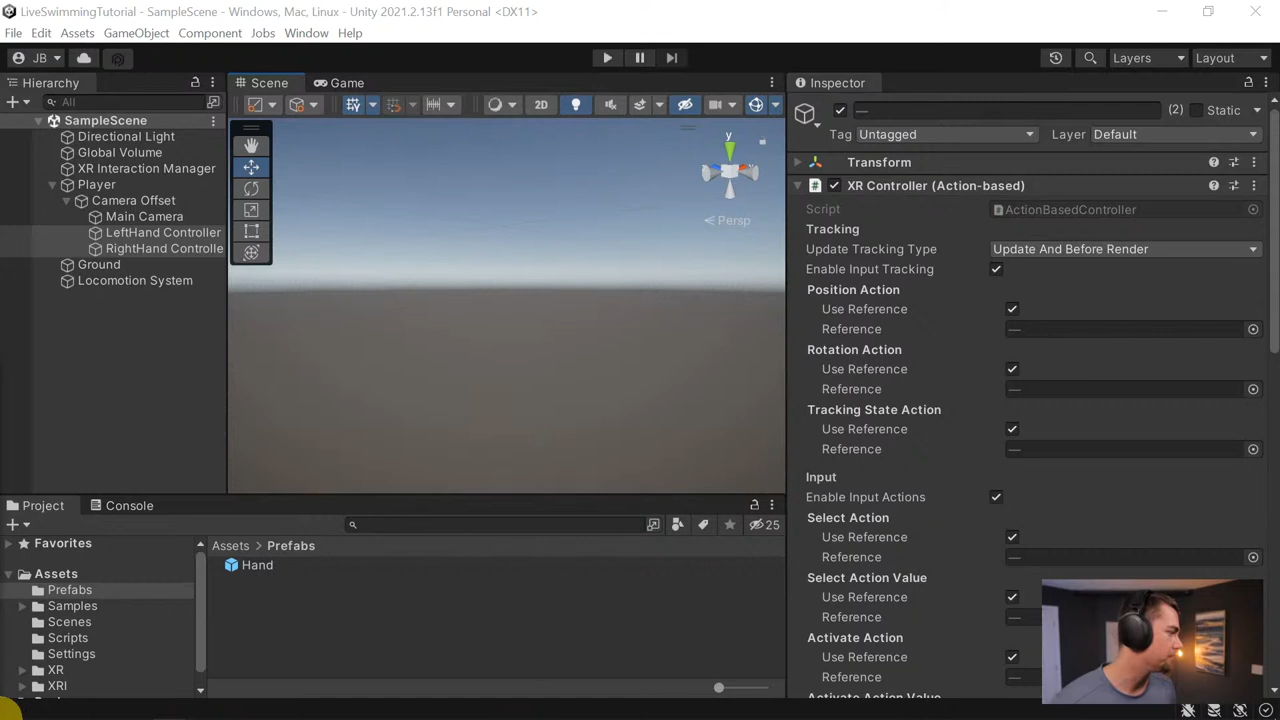 LiveSwimmingTutorial - SampleScene - Windows, Mac, Linux - Unity 2021.2.13f1 Personal <DX11>
File Edit Assets GameObject Component Jobs Window Help
JB Layers Layout
Hierarchy
All
SampleScene
Directional Light
Global Volume
XR Interaction Manager
Player
Camera Offset
Main Camera
LeftHand Controller
RightHand Controlle
Ground
Locomotion System
Scene Game
2D
y
Persp
Inspector
— (2) Static
Tag Untagged Layer Default
Transform
XR Controller (Action-based)
Script ActionBasedController
Tracking
Update Tracking Type Update And Before Render
Enable Input Tracking
Position Action
Use Reference
Reference —
Rotation Action
Use Reference
Reference —
Tracking State Action
Use Reference
Reference —
Input
Enable Input Actions
Select Action
Use Reference
Reference —
Select Action Value
Use Reference
Reference —
Activate Action
Use Reference
Reference —
Activate Action Value
Project Console
25
Favorites
Assets
Prefabs
Samples
Scenes
Scripts
Settings
XR
XRI
Assets > Prefabs
Hand